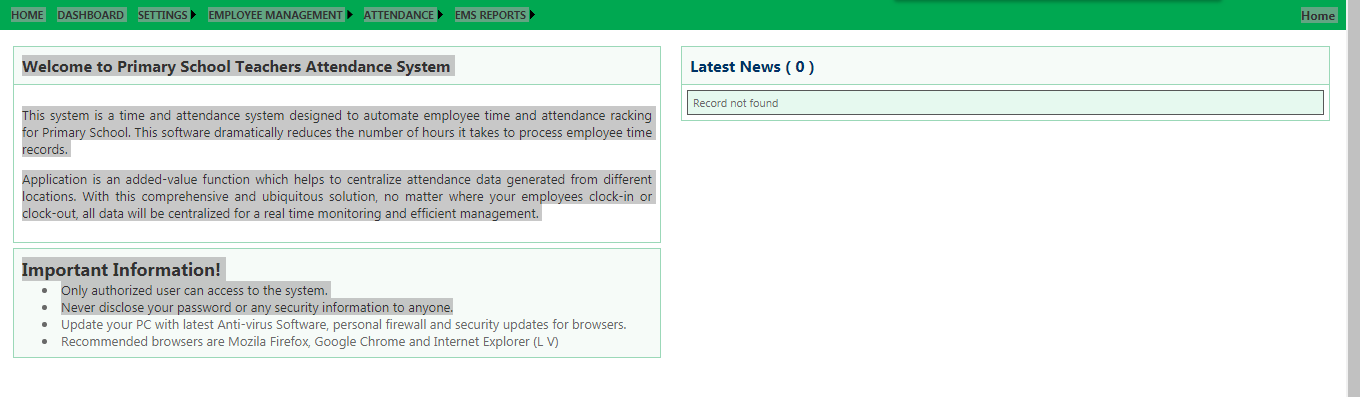 HOME DASHBOARD SETTINGS EMPLOYEE MANAGEMENT ATTENDANCE EMS REPORTS Home
Welcome to Primary School Teachers Attendance System
This system is a time and attendance system designed to automate employee time and attendance racking
for Primary School. This software dramatically reduces the number of hours it takes to process employee time
records.
Application is an added-value function which helps to centralize attendance data generated from different
locations. With this comprehensive and ubiquitous solution, no matter where your employees clock-in or
clock-out, all data will be centralized for a real time monitoring and efficient management.
Important Information!
• Only authorized user can access to the system.
• Never disclose your password or any security information to anyone.
• Update your PC with latest Anti-virus Software, personal firewall and security updates for browsers.
• Recommended browsers are Mozila Firefox, Google Chrome and Internet Explorer (L V)
Latest News ( 0 )
Record not found